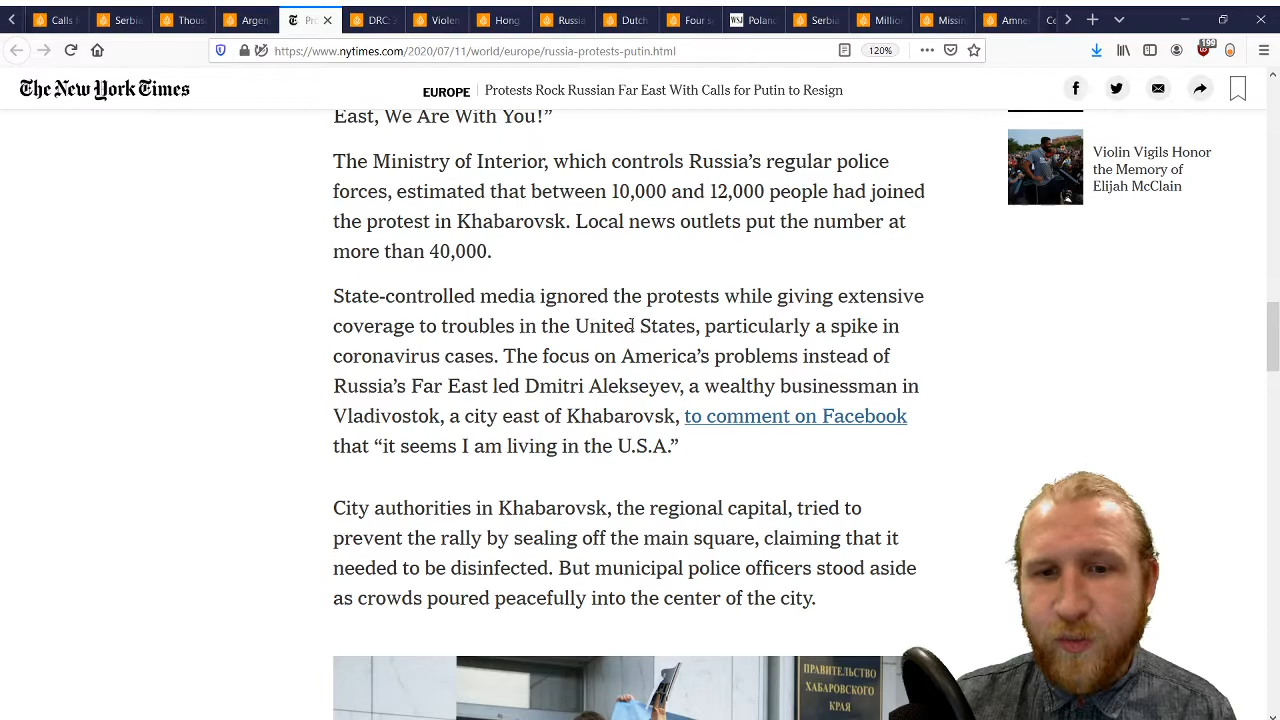 Calls f
Serbia
Thous
Argen
Pr
DRC: 
Violen
Hong
Russia
Dutch
Four s
WSJ
Polanc
Serbia
Million
Missin
Amne
Co
https://www.nytimes.com/2020/07/11/world/europe/russia-protests-putin.html
120%
199
The New York Times
EUROPE
Protests Rock Russian Far East With Calls for Putin to Resign
East, We Are With You!”
The Ministry of Interior, which controls Russia’s regular police
forces, estimated that between 10,000 and 12,000 people had joined
the protest in Khabarovsk. Local news outlets put the number at
more than 40,000.
State-controlled media ignored the protests while giving extensive
coverage to troubles in the United States, particularly a spike in
coronavirus cases. The focus on America’s problems instead of
Russia’s Far East led Dmitri Alekseyev, a wealthy businessman in
Vladivostok, a city east of Khabarovsk, to comment on Facebook
that “it seems I am living in the U.S.A.”
City authorities in Khabarovsk, the regional capital, tried to
prevent the rally by sealing off the main square, claiming that it
needed to be disinfected. But municipal police officers stood aside
as crowds poured peacefully into the center of the city.
Violin Vigils Honor
the Memory of
Elijah McClain
ПРАВИТЕЛЬСТВО
ХАБАРОВСКОГО
КРАЯ